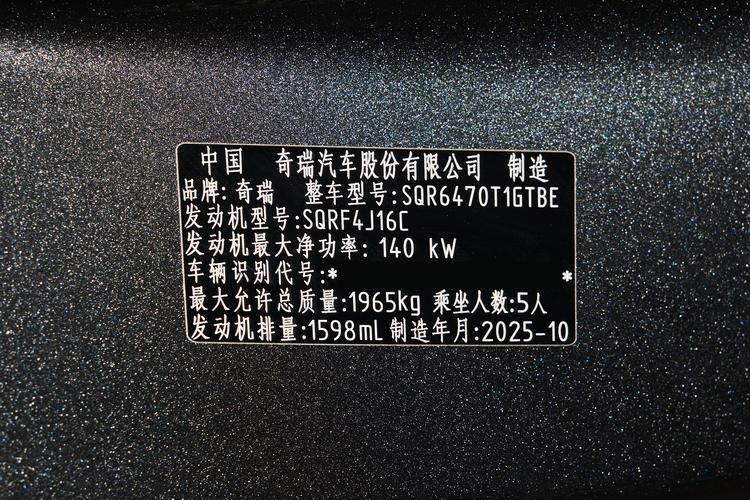 中国 奇瑞汽车股份有限公司 制造
品牌:奇瑞 整车型号:SQR6470T1GTBE
发动机型号:SQRF4J16C
发动机最大净功率: 140 kW
车辆识别代号:* *
最大允许总质量:1965kg 乘坐人数:5人
发动机排量:1598mL 制造年月:2025-10